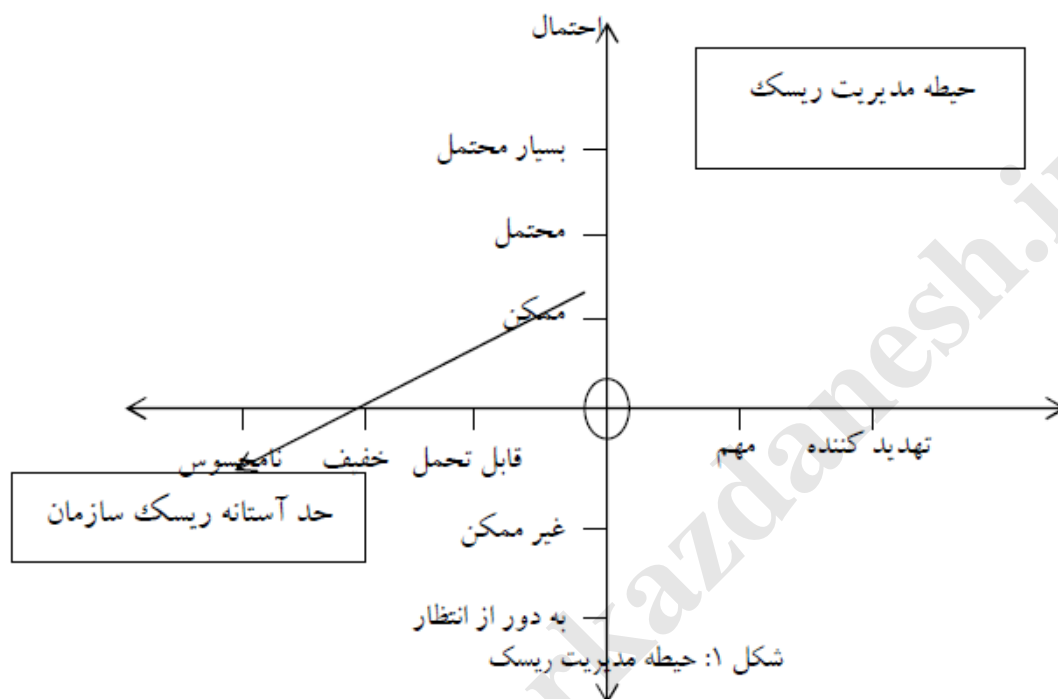 احتمال
حیطه مدیریت ریسک
بسیار محتمل
محتمل
ممکن
تهدید کننده
مهم
قابل تحمل
خفیف
نامحسوس
حد آستانه ریسک سازمان
غیر ممکن
به دور از انتظار
شکل ۱: حیطه مدیریت ریسک
rkazdanesh.i